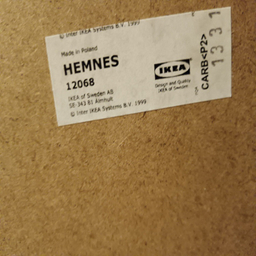 © Inter IKEA Systems B.V. 1997
Made in Poland
HEMNES
12068
IKEA of Sweden AB
SE-343 81 Älmhult
© Inter IKEA Systems B.V. 1999
IKEA
Design and Quality
IKEA of Sweden
CARB<P2>
1331